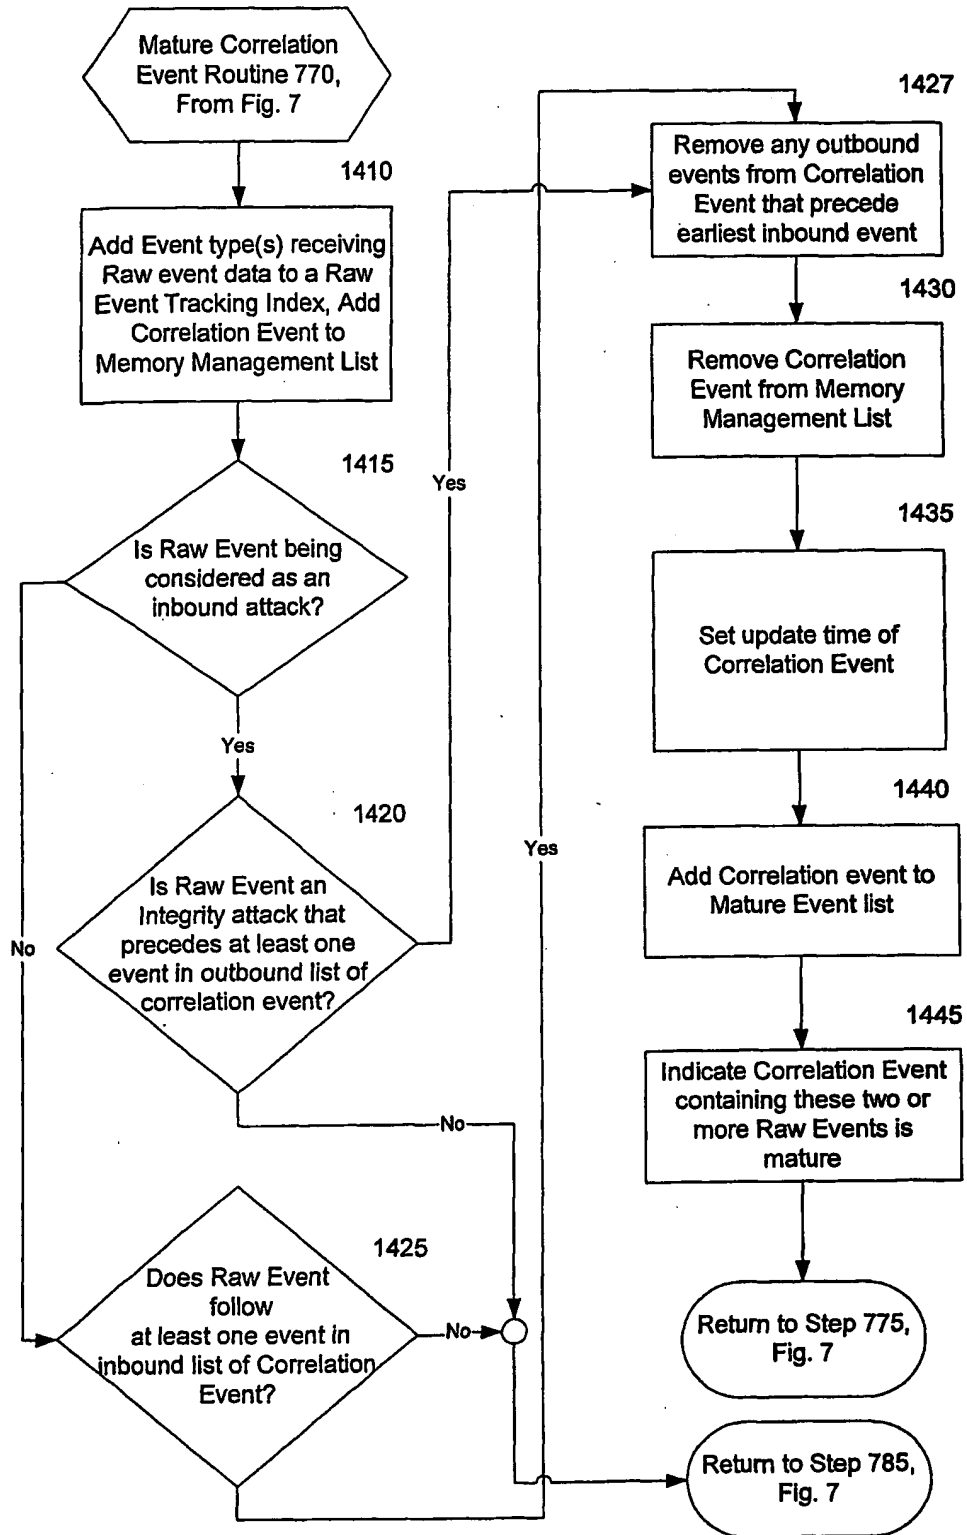 Mature Correlation
Event Routine 770,
From Fig. 7
1410
Add Event type(s) receiving
Raw event data to a Raw
Event Tracking Index, Add
Correlation Event to
Memory Management List
1415
Is Raw Event being
considered as an
inbound attack?
Yes
No
1420
Is Raw Event an
Integrity attack that
precedes at least one
event in outbound list of
correlation event?
Yes
No
1425
Does Raw Event
follow
at least one event in
inbound list of Correlation
Event?
No
Yes
1427
Remove any outbound
events from Correlation
Event that precede
earliest inbound event
1430
Remove Correlation
Event from Memory
Management List
1435
Set update time of
Correlation Event
1440
Add Correlation event to
Mature Event list
1445
Indicate Correlation Event
containing these two or
more Raw Events is
mature
Return to Step 775,
Fig. 7
Return to Step 785,
Fig. 7